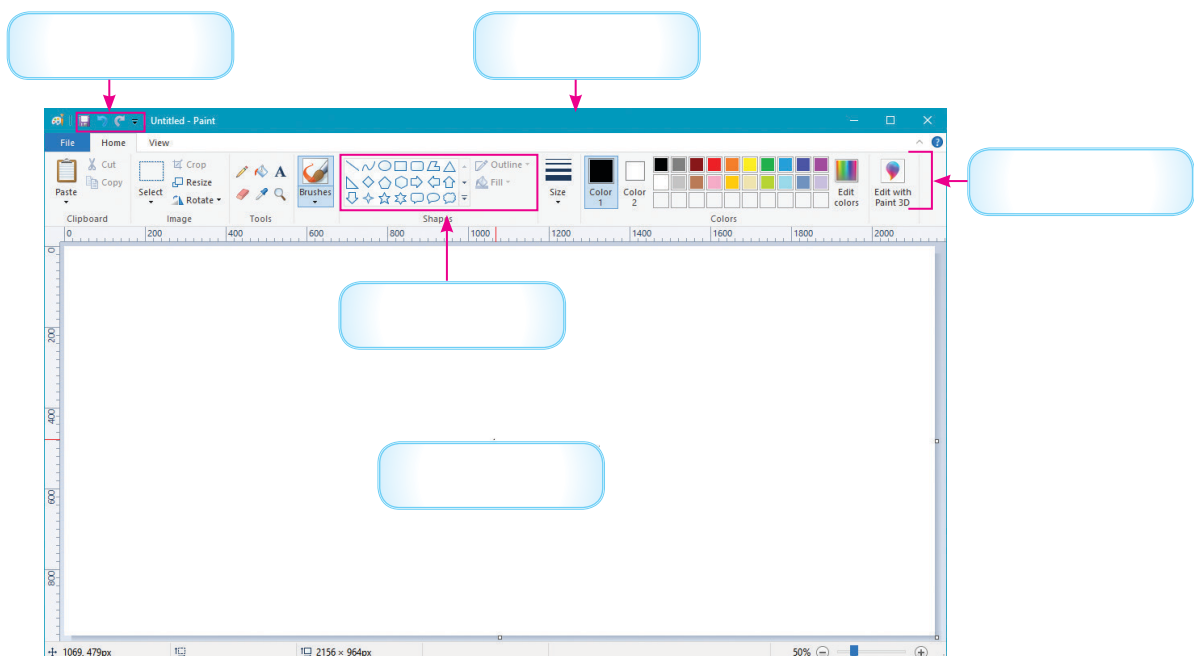 Untitled - Paint
File Home View
Cut Crop Outline
Copy Resize Fill
Paste Select Rotate Brushes Size Color 1 Color 2 Edit colors Edit with Paint 3D
Clipboard Image Tools Shapes Colors
0 200 400 600 800 1000 1200 1400 1600 1800 2000
0
200
400
600
800
1069, 479px 2156 × 964px 50%